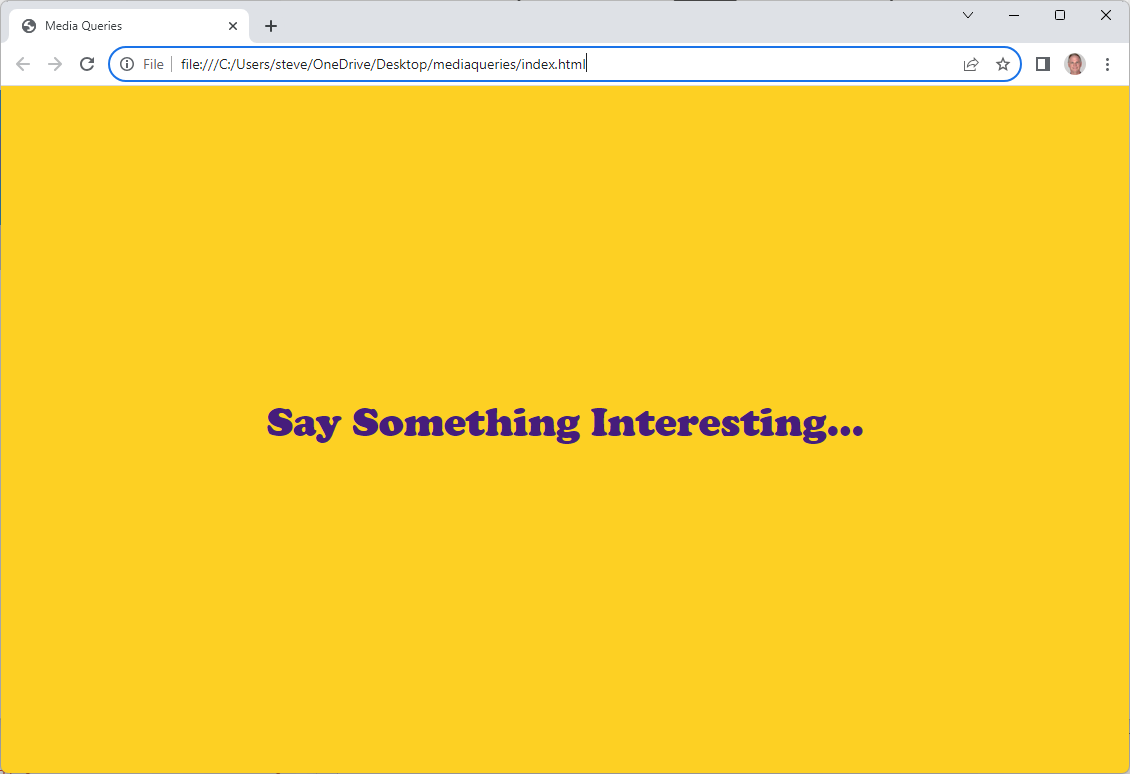 Media Queries
File file:///C:/Users/steve/OneDrive/Desktop/mediaqueries/index.html
Say Something Interesting...